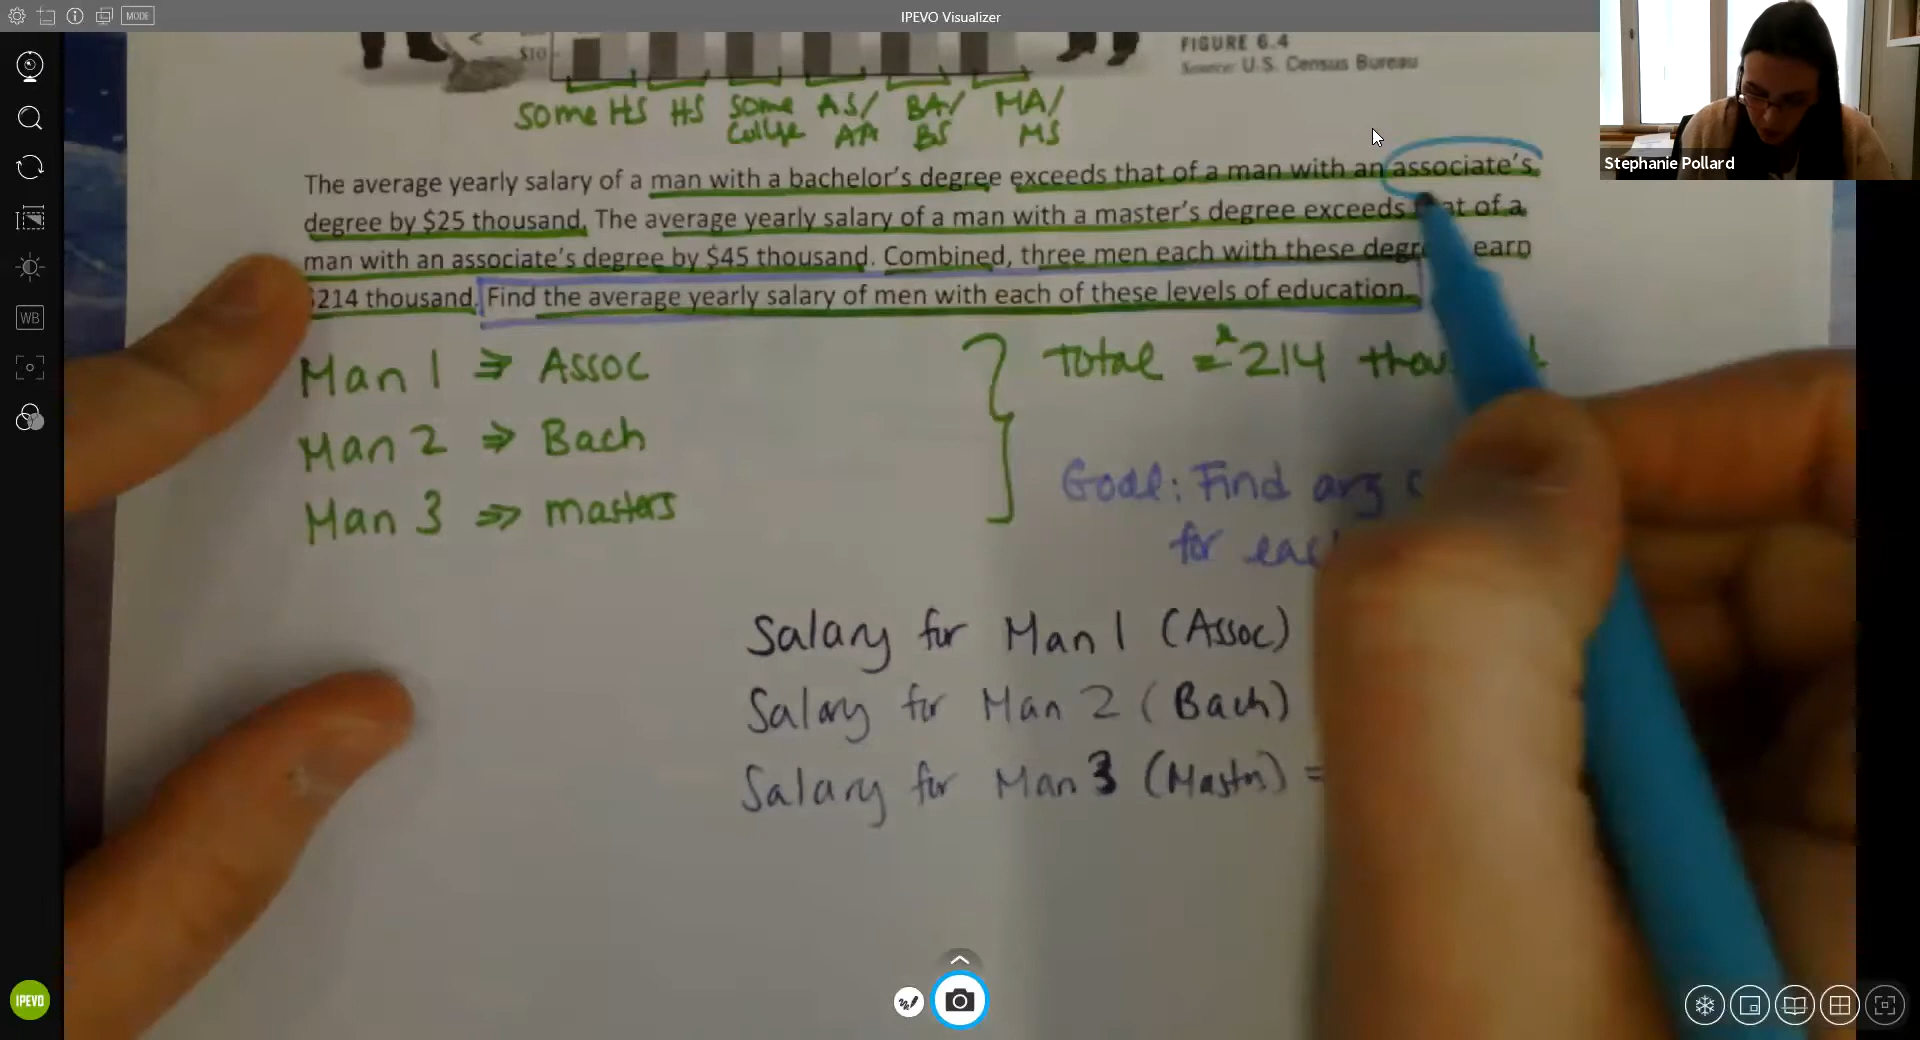 MODE
IPEVO Visualizer
$10
FIGURE 6.4
Source: U.S. Census Bureau
Some HS HS Some College AS/AA BA/BS MA/MS
Stephanie Pollard
The average yearly salary of a man with a bachelor's degree exceeds that of a man with an associate's
degree by $25 thousand. The average yearly salary of a man with a master's degree exceeds that of a
man with an associate's degree by $45 thousand. Combined, three men each with these earn
$214 thousand. Find the average yearly salary of men with each of these levels of education.
WB
Man 1 ⇒ Assoc
Man 2 ⇒ Bach
Man 3 ⇒ masters
Total = 214
Goal: Find avg
for
Salary for Man 1 (Assoc)
Salary for Man 2 (Bach)
Salary for Man 3 (Masters) =
IPEVO